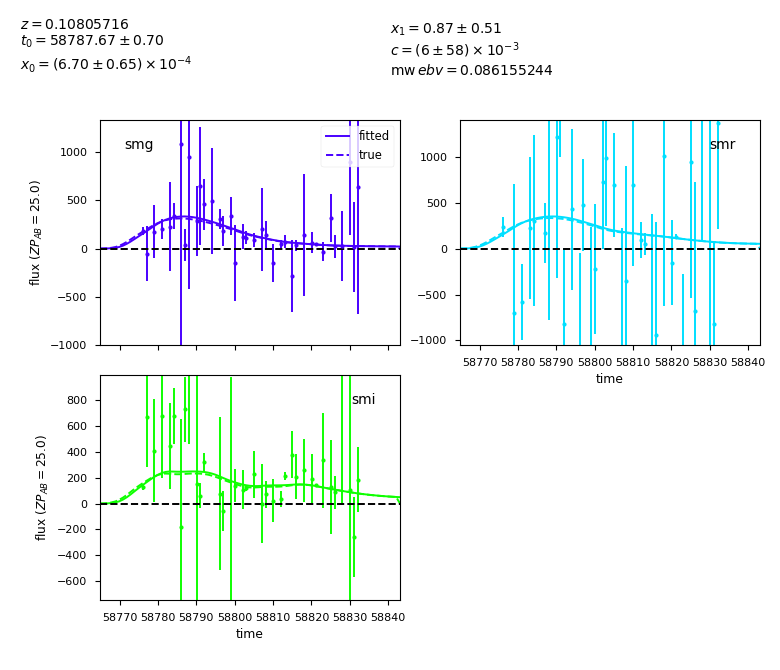 z = 0.10805716
t₀ = 58787.67 ± 0.70
x₀ = (6.70 ± 0.65) × 10⁻⁴
x₁ = 0.87 ± 0.51
c = (6 ± 58) × 10⁻³
mw ebv = 0.086155244
smg
fitted
true
1000
500
0
−500
−1000
flux (ZP_AB = 25.0)
smr
1000
500
0
−500
−1000
58770 58780 58790 58800 58810 58820 58830 58840
time
smi
800
600
400
200
0
−200
−400
−600
flux (ZP_AB = 25.0)
58770 58780 58790 58800 58810 58820 58830 58840
time